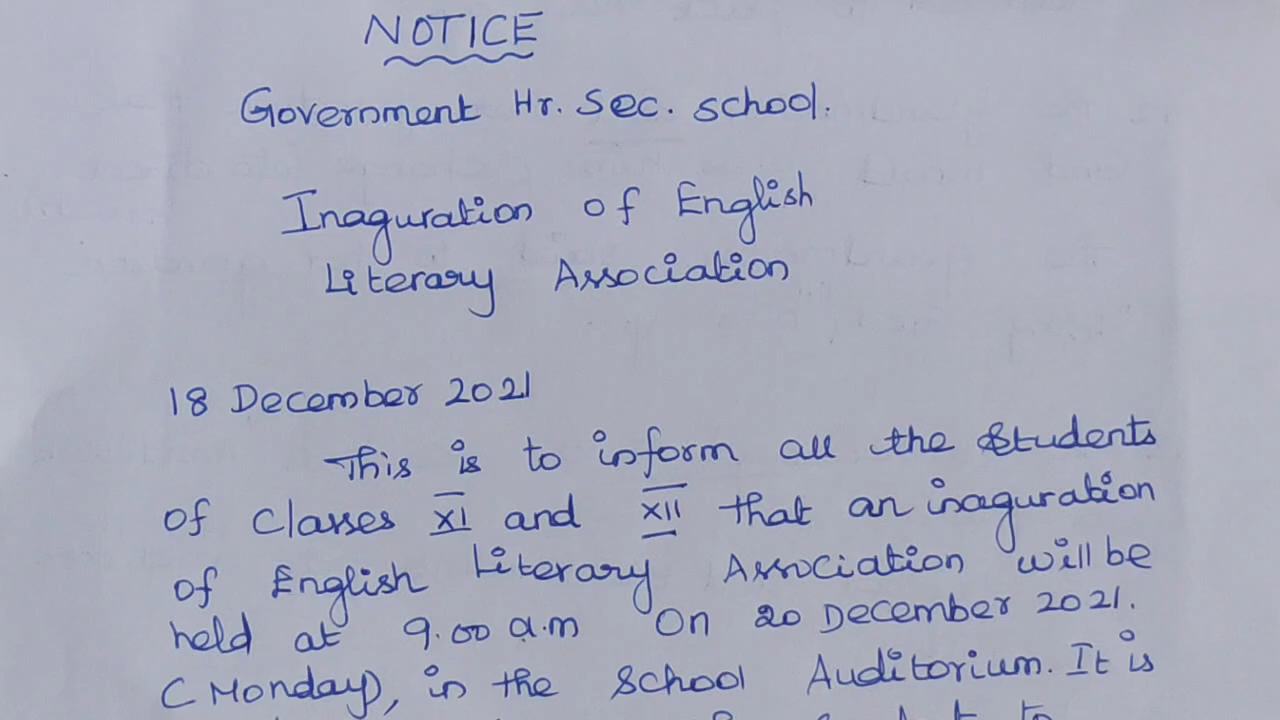 NOTICE
Government Hr. Sec. school.
Inaguration of English
Literary Association
18 December 2021
This is to inform all the Students
of classes XI and XII that an inaguration
of English Literary Association will be
held at 9.00 a.m On 20 December 2021.
(Monday), in the School Auditorium. It is